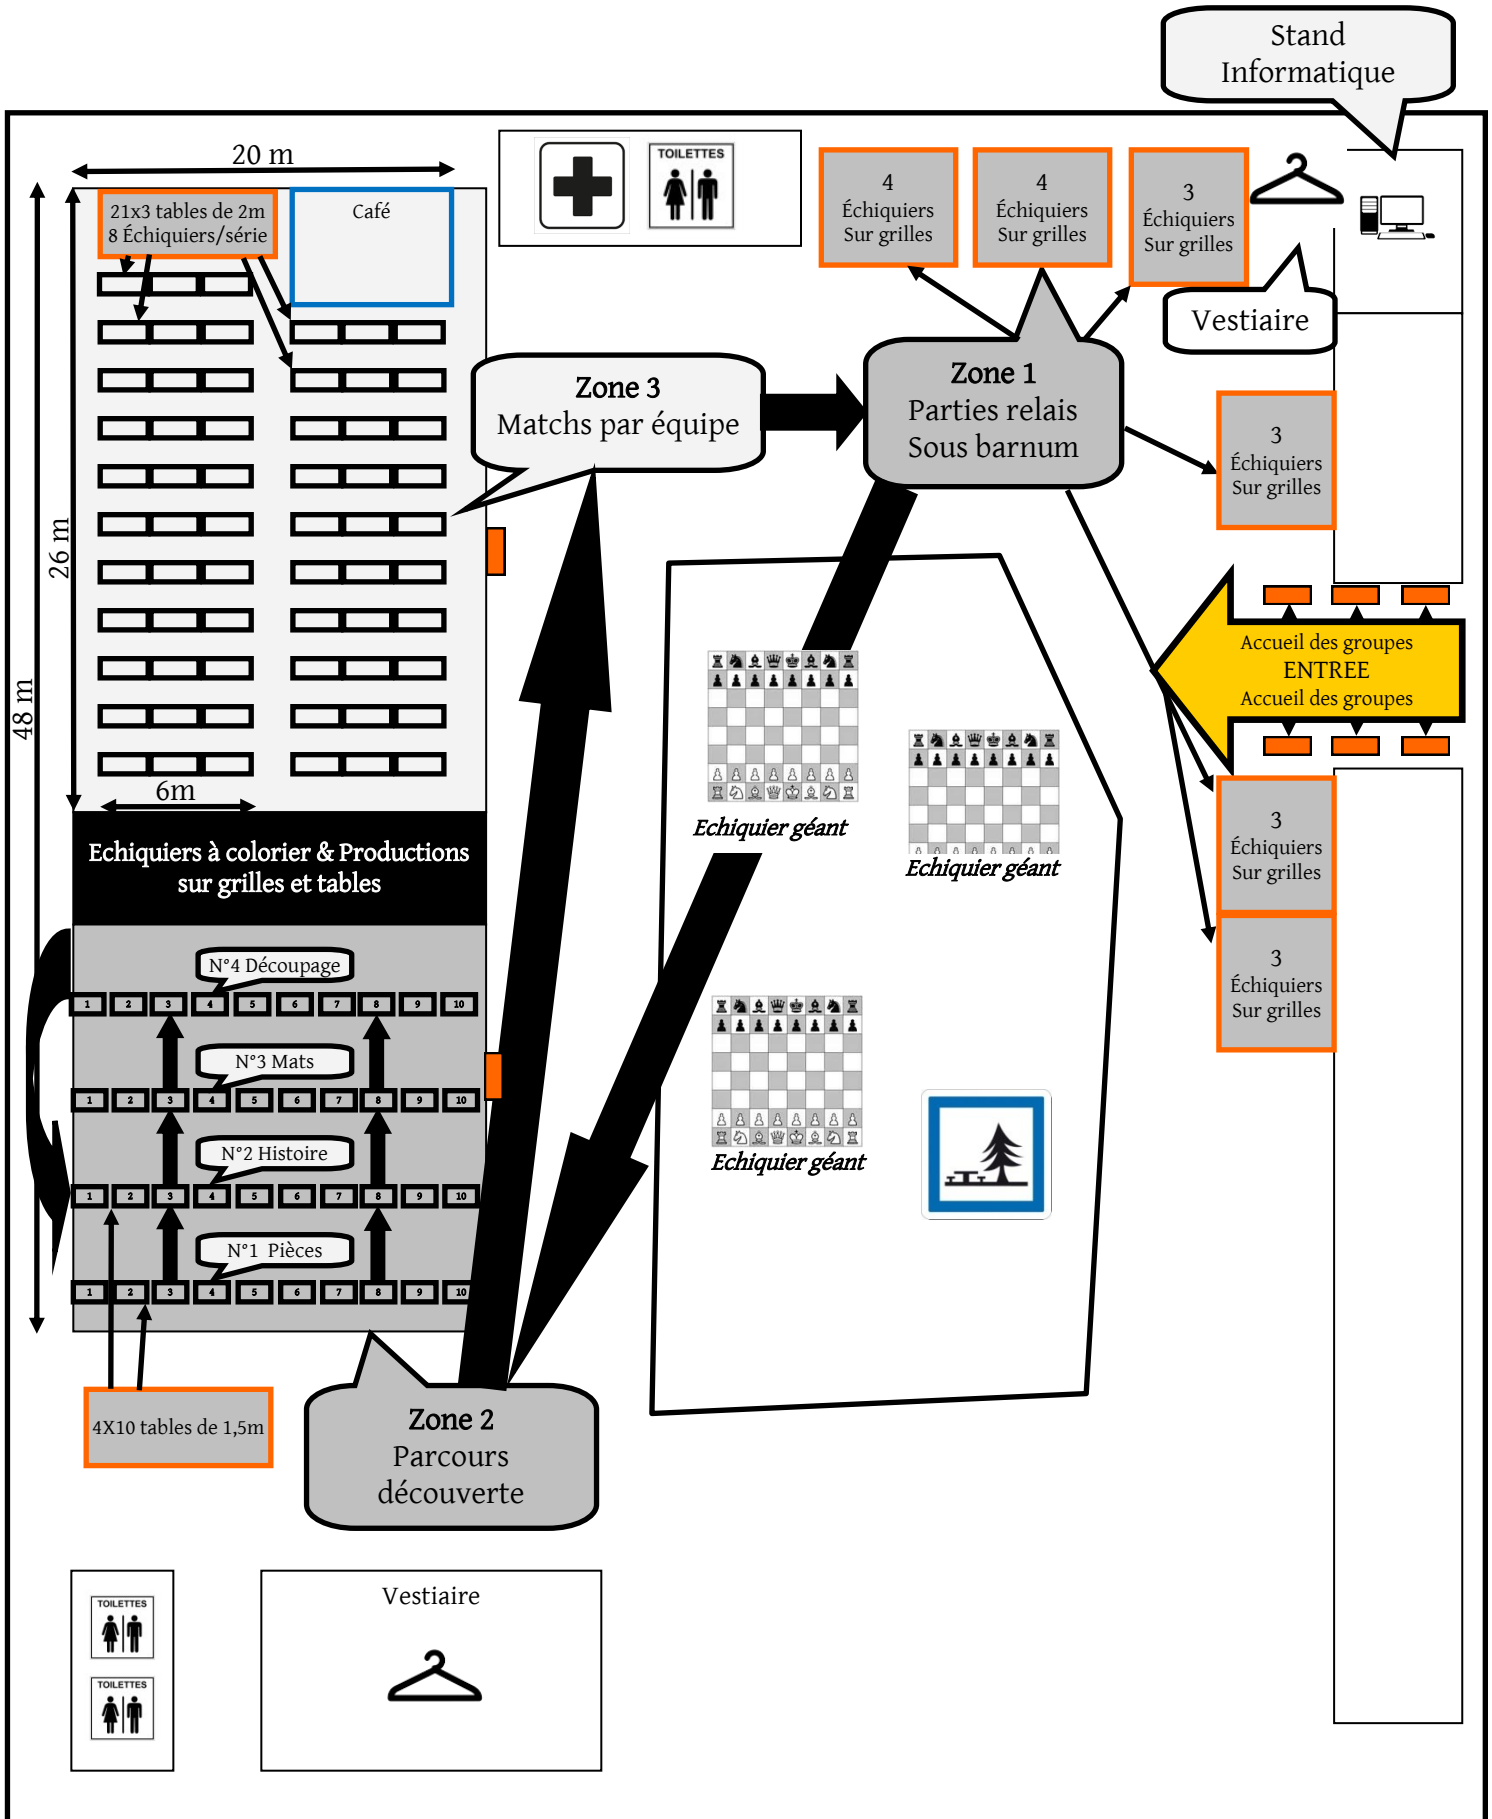 Stand
Informatique
20 m
21x3 tables de 2m
8 Échiquiers/série
Café
TOILETTES
4
Échiquiers
Sur grilles
4
Échiquiers
Sur grilles
3
Échiquiers
Sur grilles
Vestiaire
Zone 3
Matchs par équipe
Zone 1
Parties relais
Sous barnum
3
Échiquiers
Sur grilles
26 m
48 m
Accueil des groupes
ENTREE
Accueil des groupes
6m
Echiquier géant
Echiquier géant
Echiquiers à colorier & Productions
sur grilles et tables
3
Échiquiers
Sur grilles
3
Échiquiers
Sur grilles
N°4 Découpage
1 2 3 4 5 6 7 8 9 10
N°3 Mats
1 2 3 4 5 6 7 8 9 10
Echiquier géant
N°2 Histoire
1 2 3 4 5 6 7 8 9 10
N°1 Pièces
1 2 3 4 5 6 7 8 9 10
4X10 tables de 1,5m
Zone 2
Parcours
découverte
TOILETTES
TOILETTES
Vestiaire